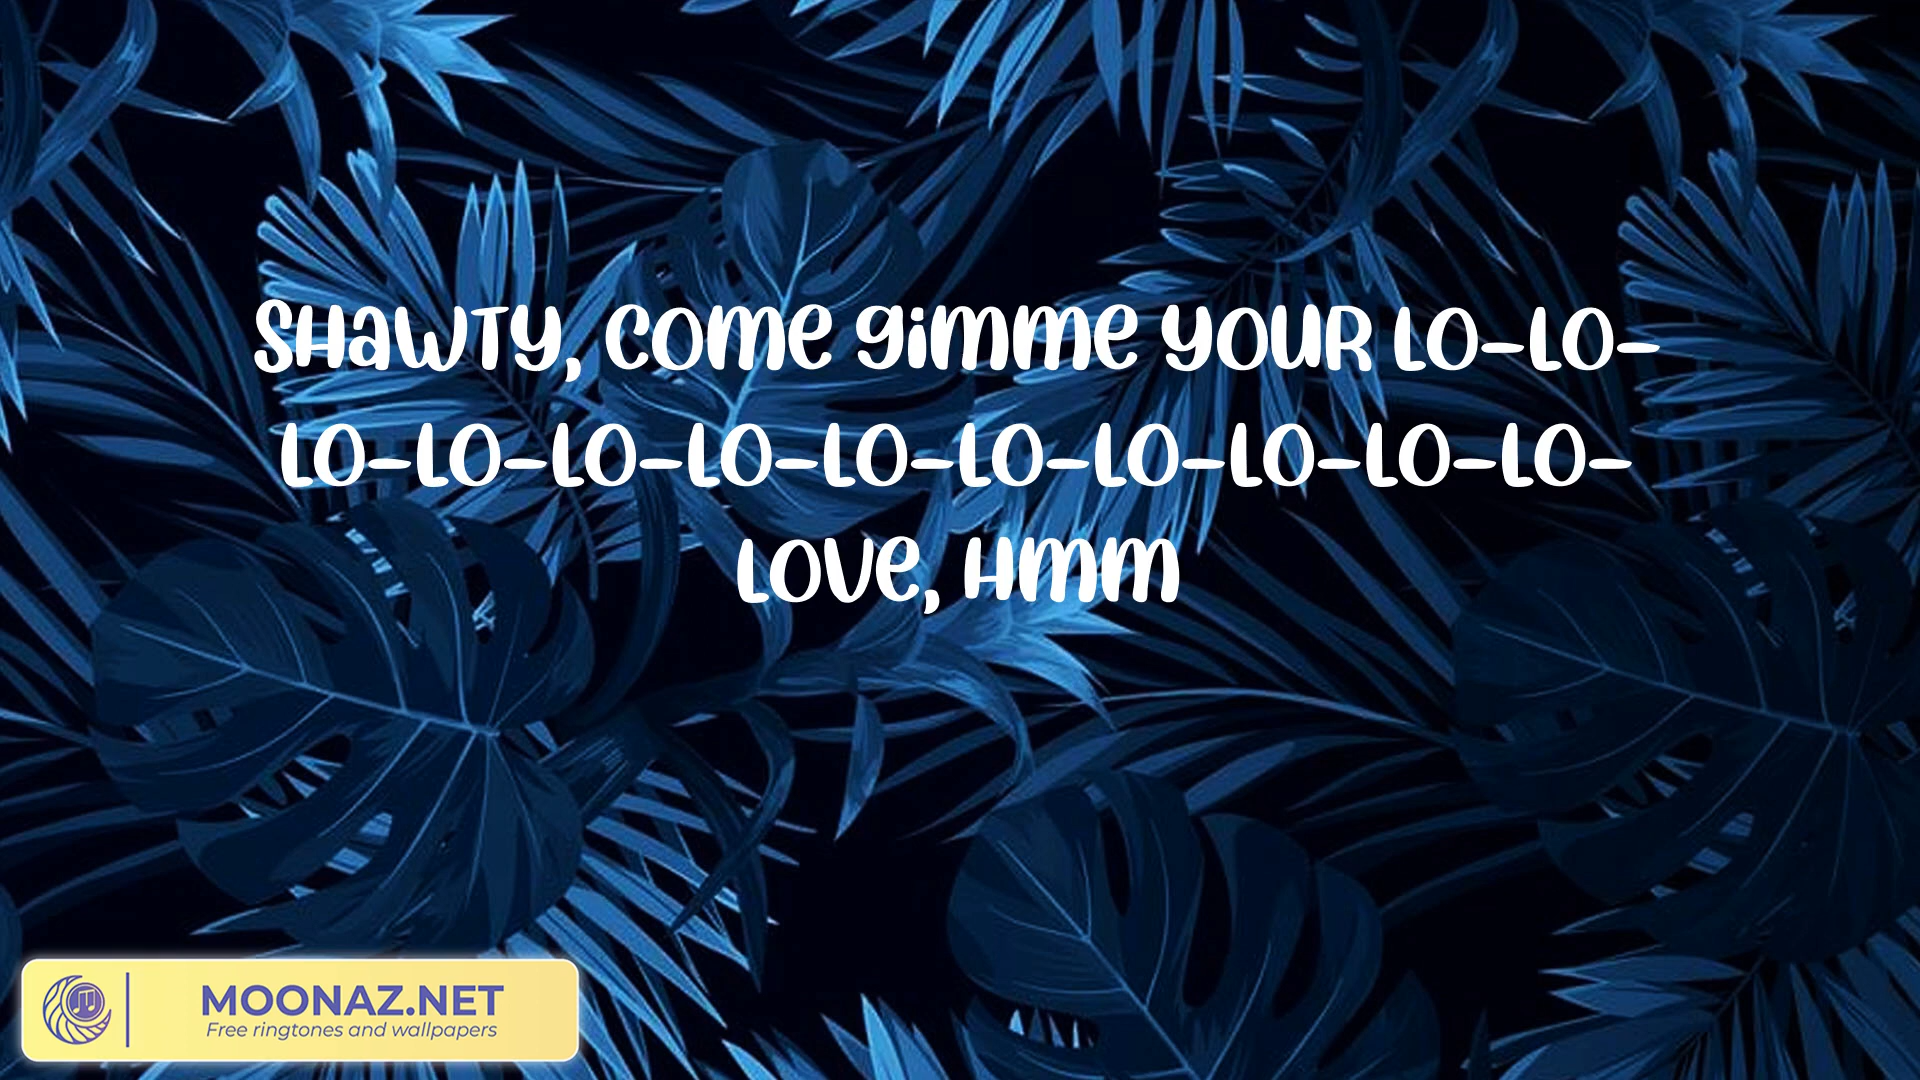 SHaWTY, COMe gimme YOUR LO-LO-
LO-LO-LO-LO-LO-LO-LO-LO-LO-LO-
LOVe, HMM
MOONAZ.NET
Free ringtones and wallpapers